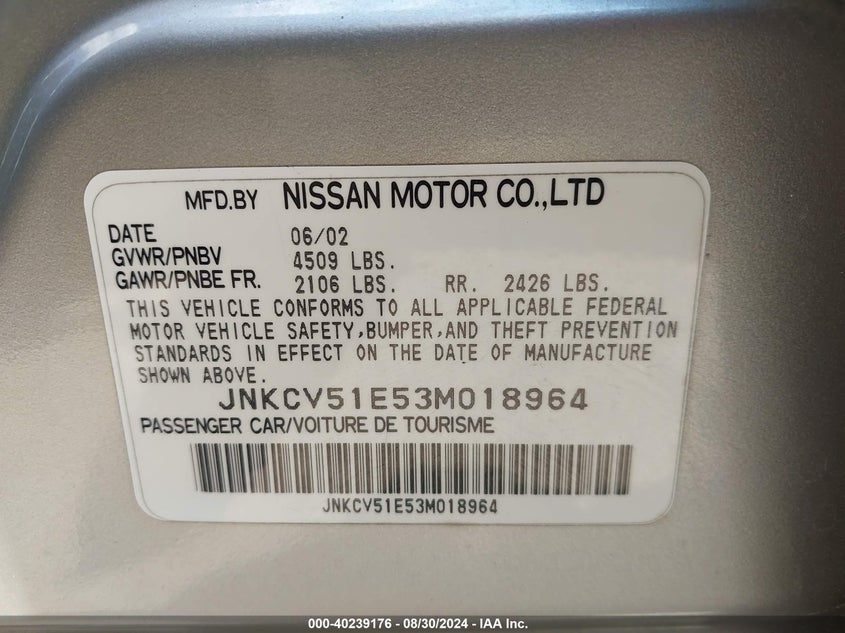 MFD.BY NISSAN MOTOR CO.,LTD
DATE 06/02
GVWR/PNBV 4509 LBS.
GAWR/PNBE FR. 2106 LBS. RR. 2426 LBS.
THIS VEHICLE CONFORMS TO ALL APPLICABLE FEDERAL
MOTOR VEHICLE SAFETY,BUMPER,AND THEFT PREVENTION
STANDARDS IN EFFECT ON THE DATE OF MANUFACTURE
SHOWN ABOVE.
JNKCV51E53M018964
PASSENGER CAR/VOITURE DE TOURISME
JNKCV51E53M018964
000-40239176 - 08/30/2024 - IAA Inc.